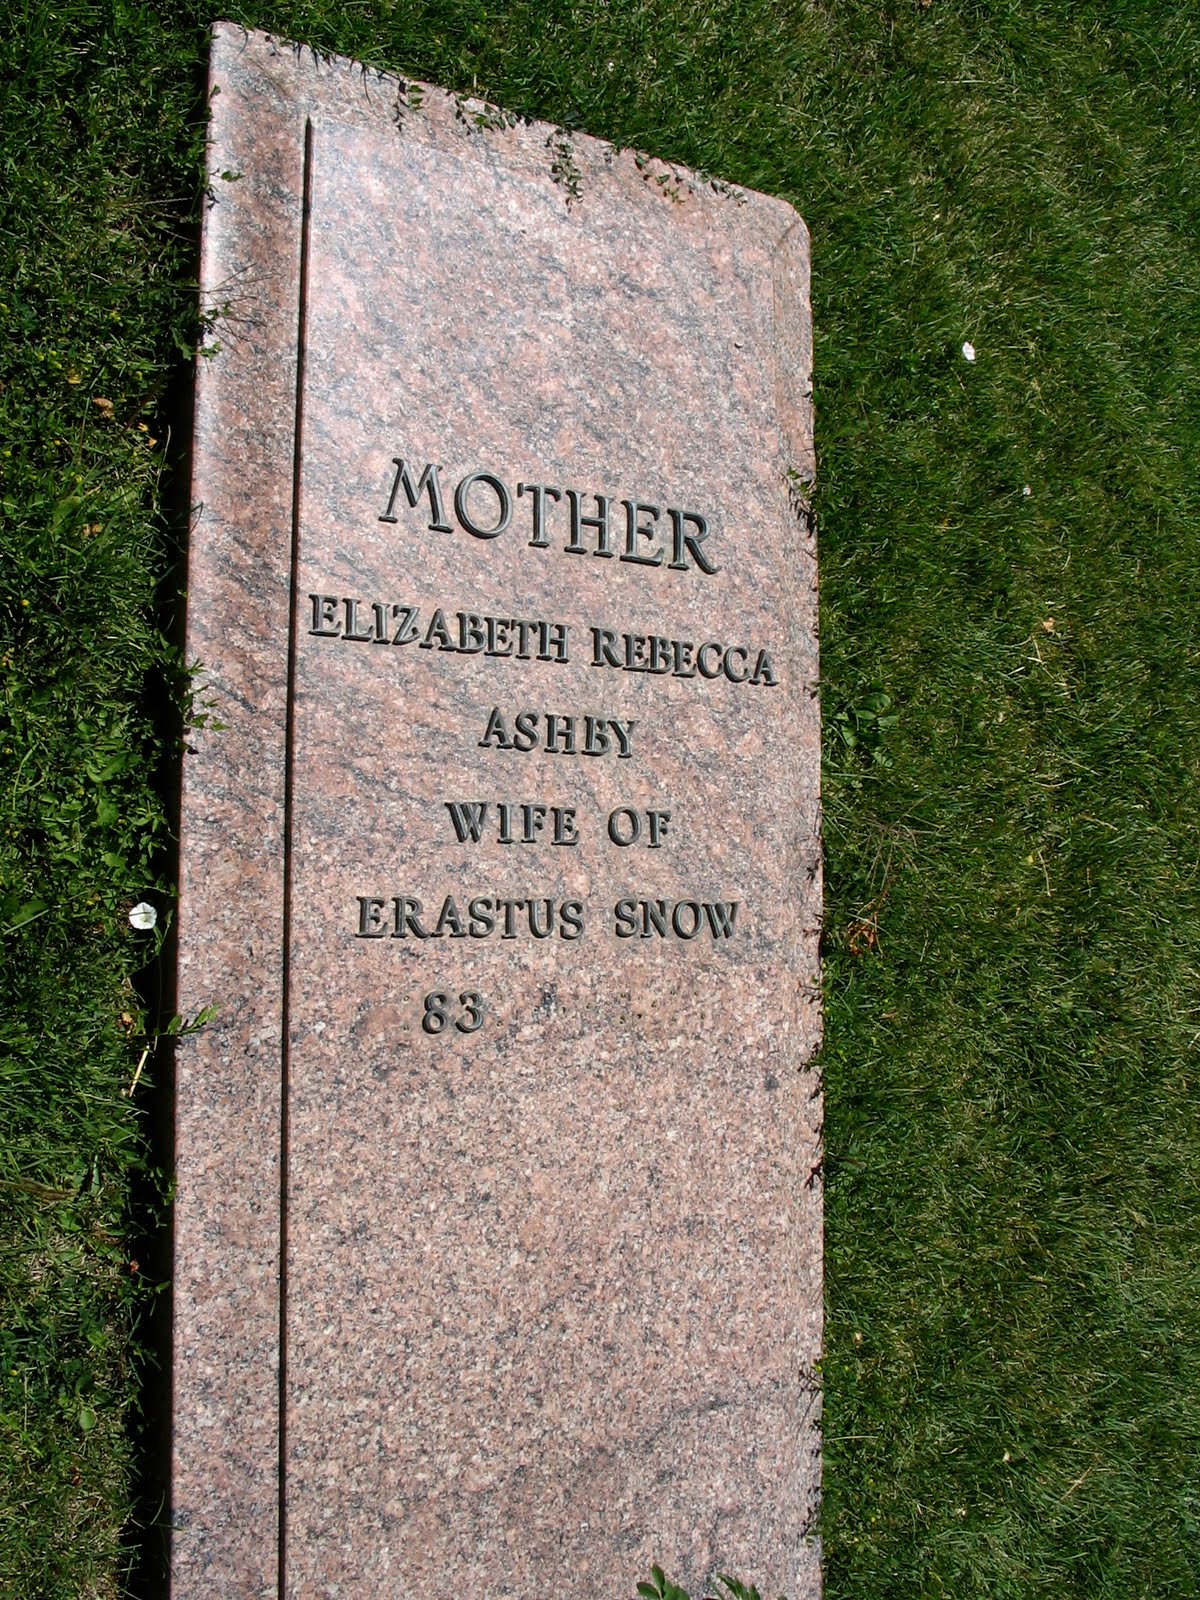 MOTHER
ELIZABETH REBECCA
ASHBY
WIFE OF
ERASTUS SNOW
83